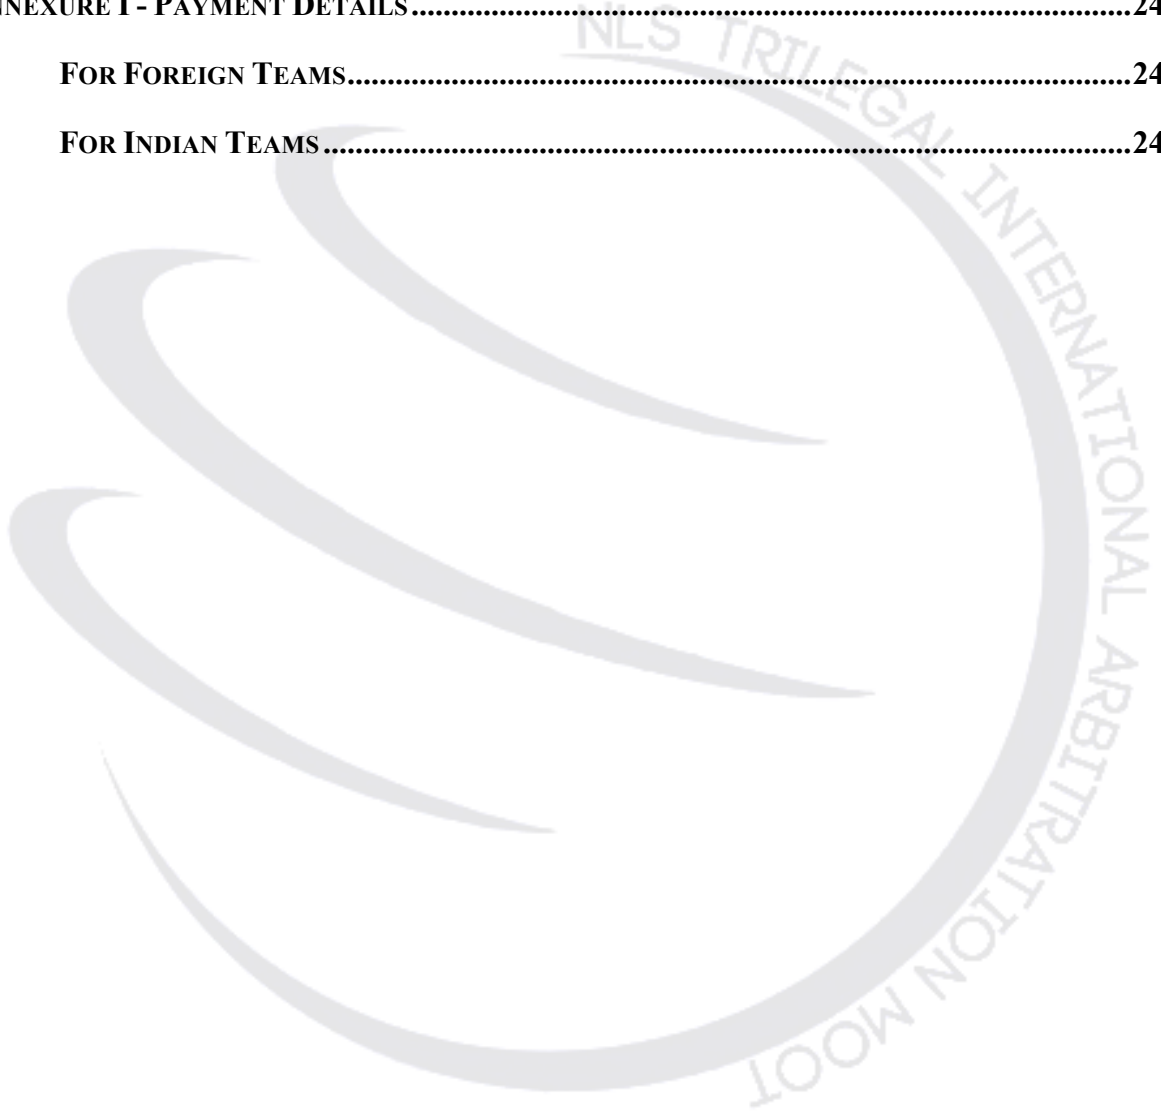 NNEXURE I - PAYMENT DETAILS........................................................................................24
FOR FOREIGN TEAMS................................................................................................24
FOR INDIAN TEAMS...................................................................................................24
NLS TRILEGAL INTERNATIONAL ARBITRATION MOOT